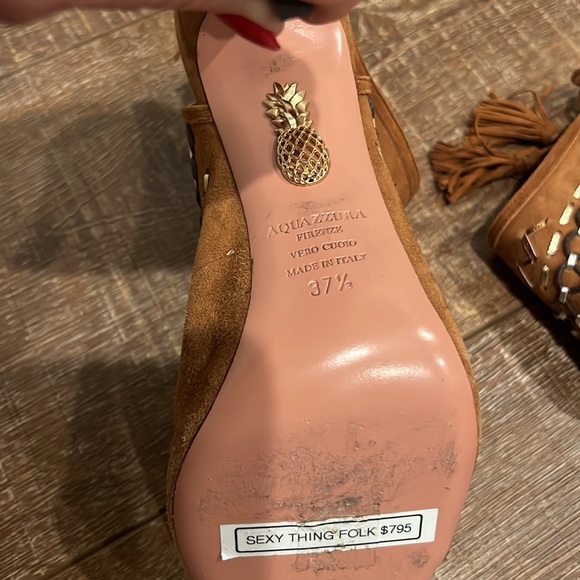 AQUAZZURA
FIRENZE
VERO CUOIO
MADE IN ITALY
37½
SEXY THING FOLK $795